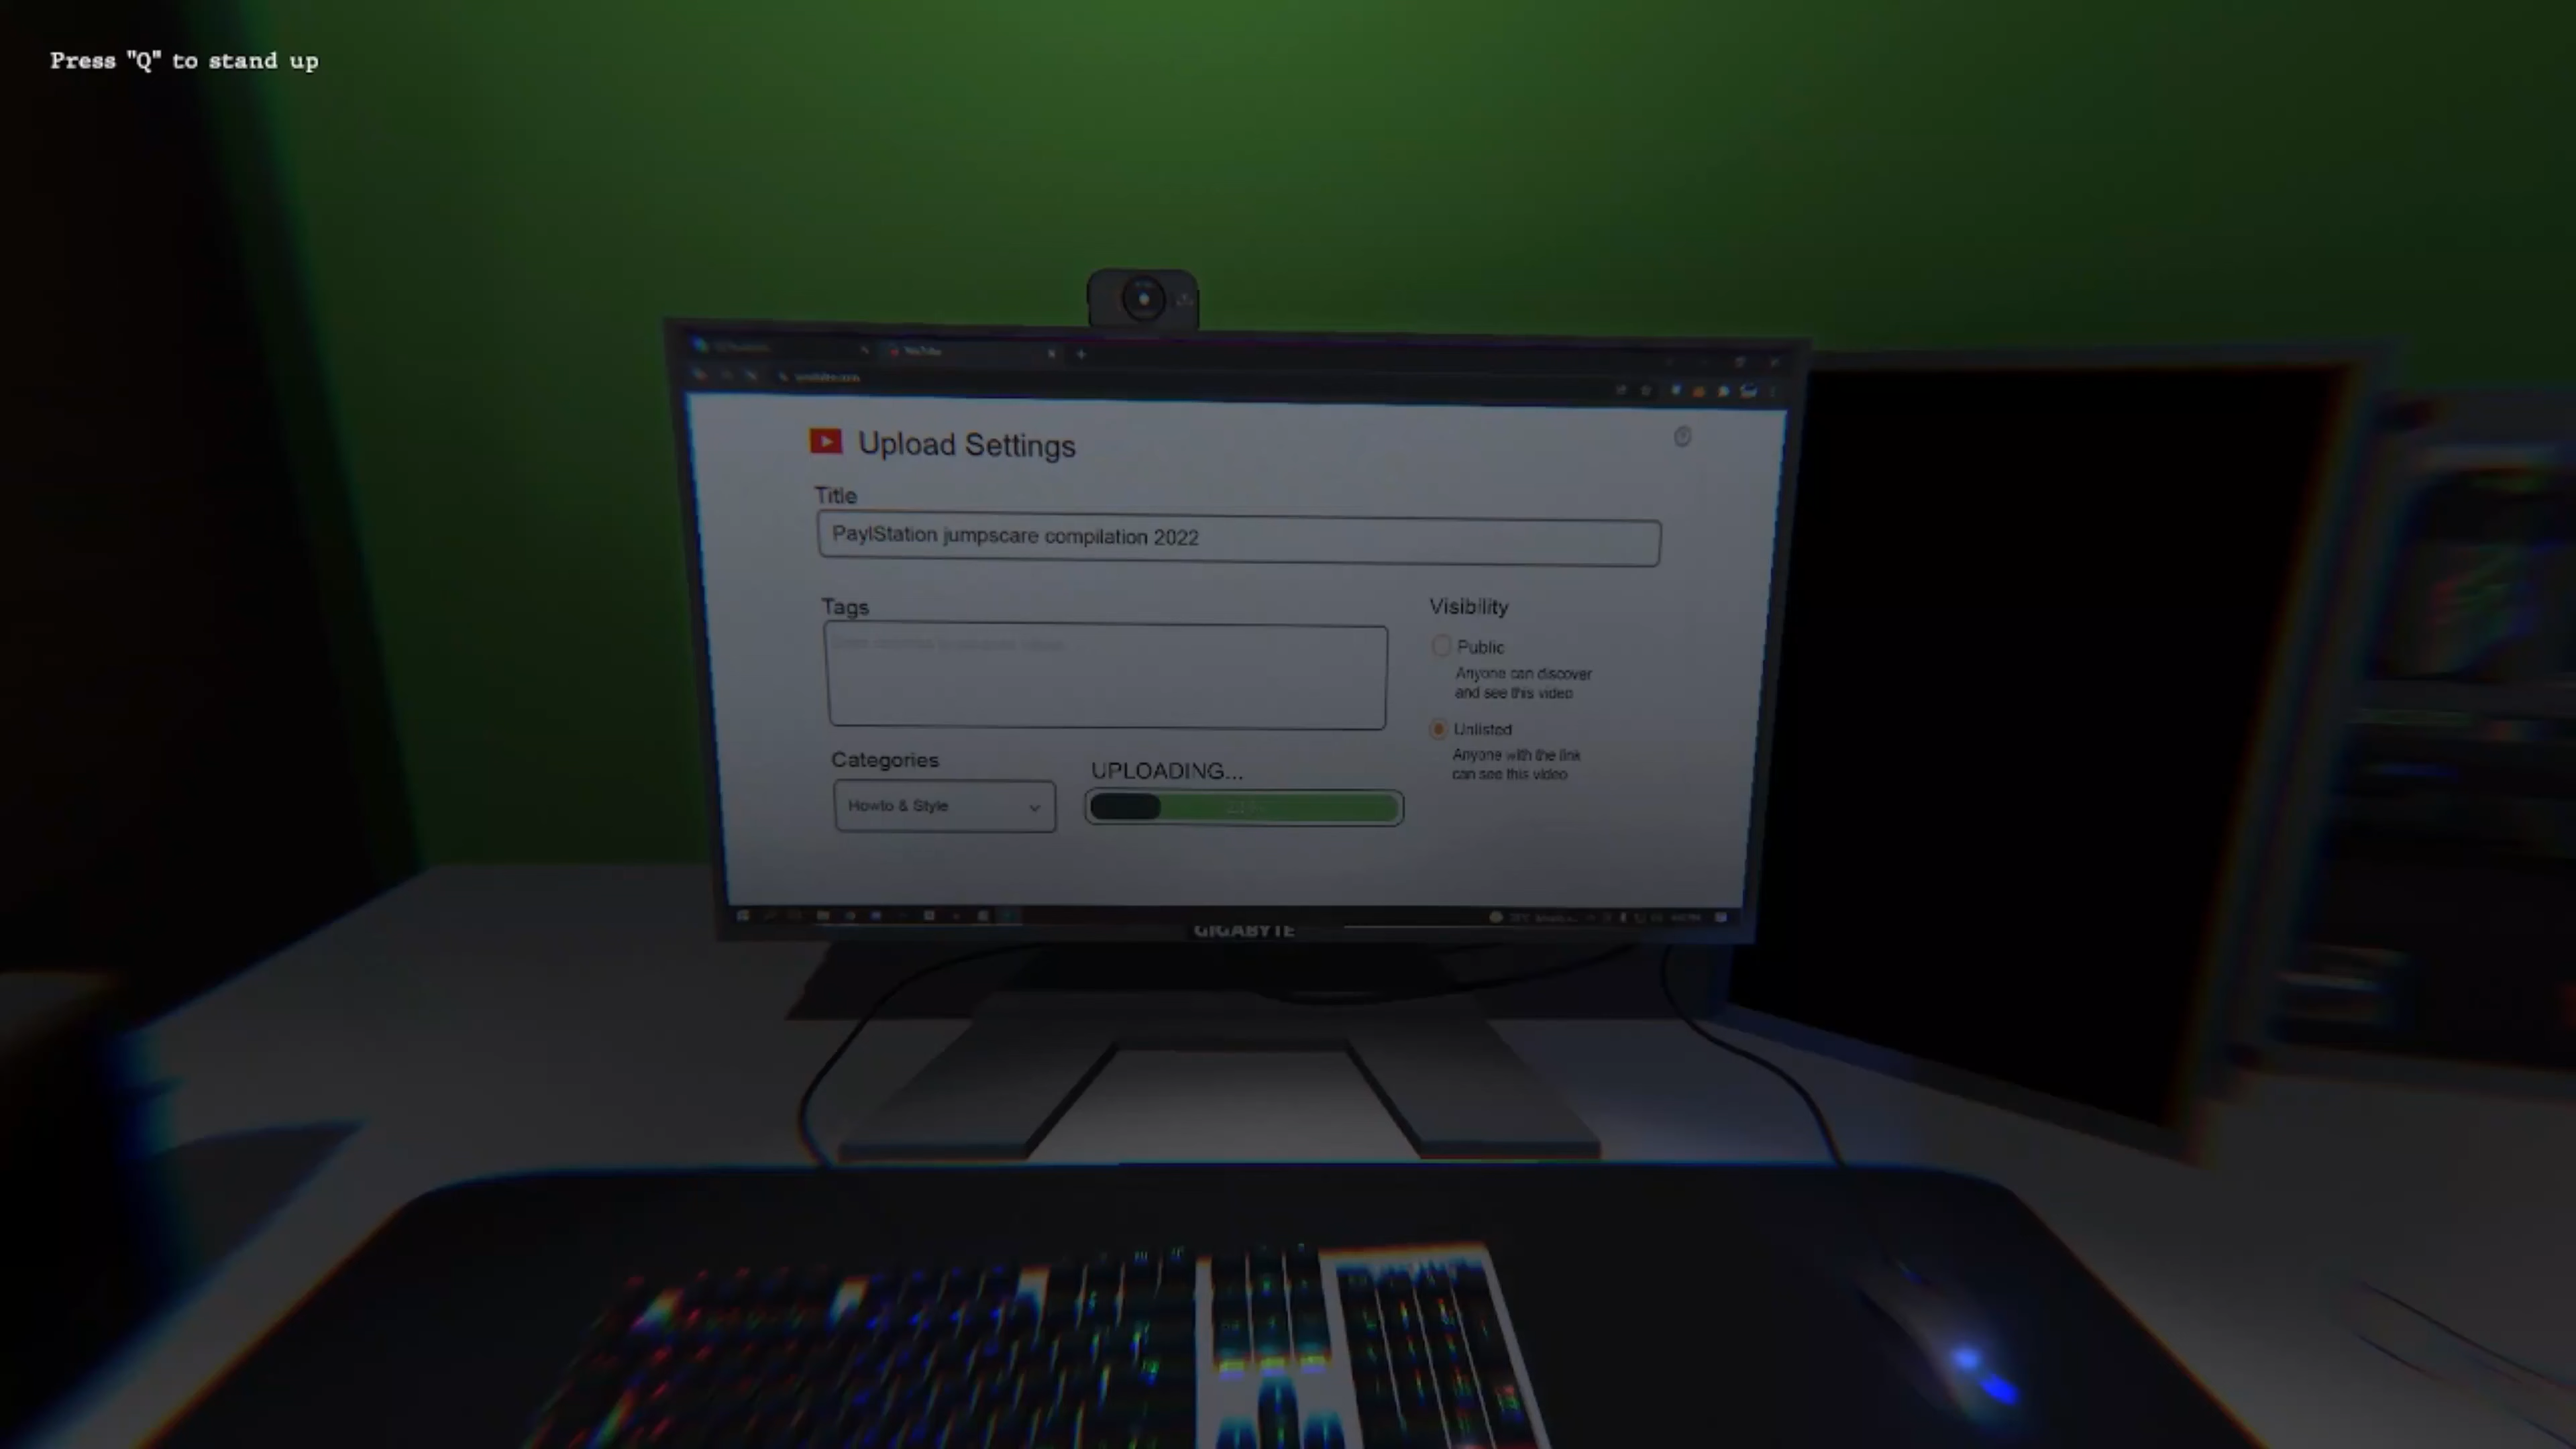 Press "Q" to stand up
YouTube
Upload Settings
Title
PaylStation jumpscare compilation 2022
Tags
Visibility
Public
Anyone can discover
and see this video
Unlisted
Anyone with the link
can see this video
Categories
UPLOADING...
Howto & Style
GIGABYTE